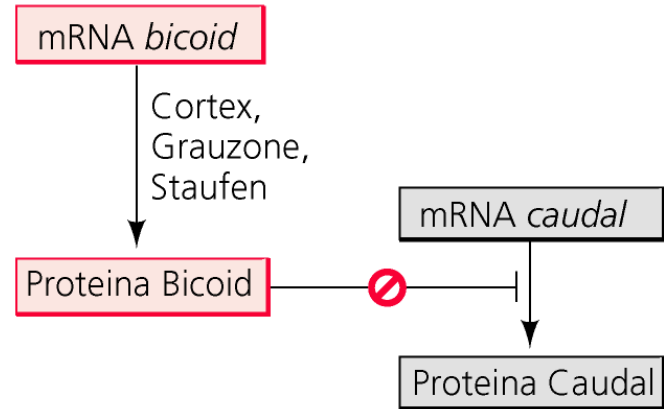 mRNA bicoid
Cortex,
Grauzone,
Staufen
mRNA caudal
Proteina Bicoid
Proteina Caudal